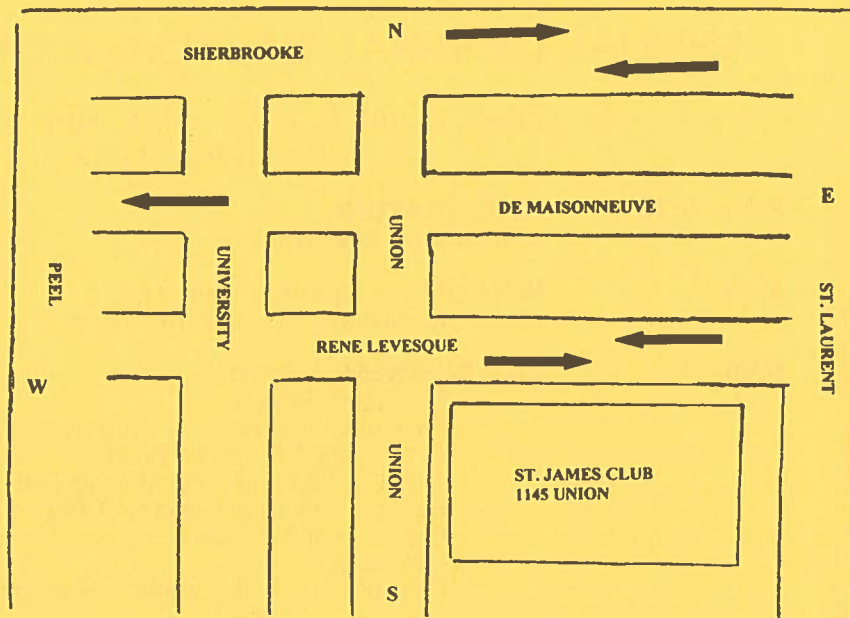 N
SHERBROOKE
DE MAISONNEUVE
E
UNION
UNIVERSITY
PEEL
ST. LAURENT
RENE LEVESQUE
W
UNION
ST. JAMES CLUB
1145 UNION
S